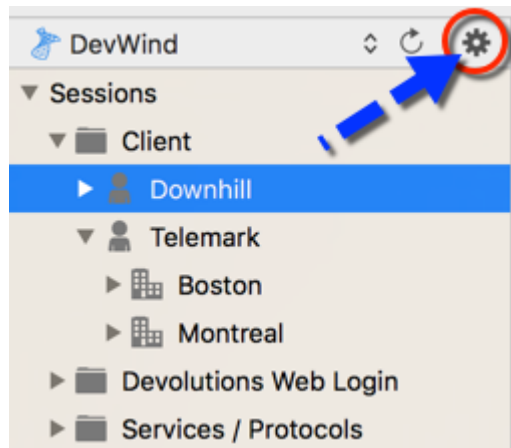 DevWind
Sessions
Client
Downhill
Telemark
Boston
Montreal
Devolutions Web Login
Services / Protocols